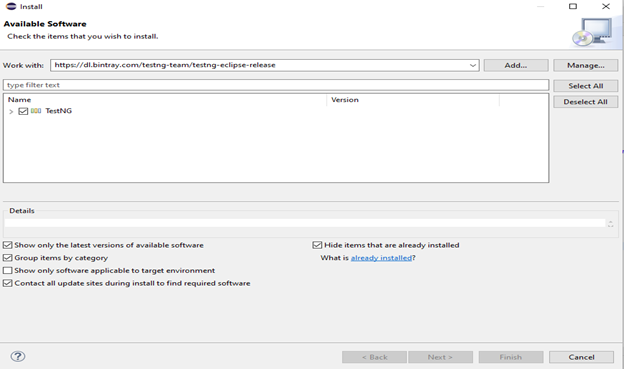 Install
Available Software
Check the items that you wish to install.
Work with: https://dl.bintray.com/testng-team/testng-eclipse-release Add... Manage...
type filter text Select All
Name Version Deselect All
TestNG
Details
Show only the latest versions of available software Hide items that are already installed
Group items by category What is already installed?
Show only software applicable to target environment
Contact all update sites during install to find required software
? < Back Next > Finish Cancel